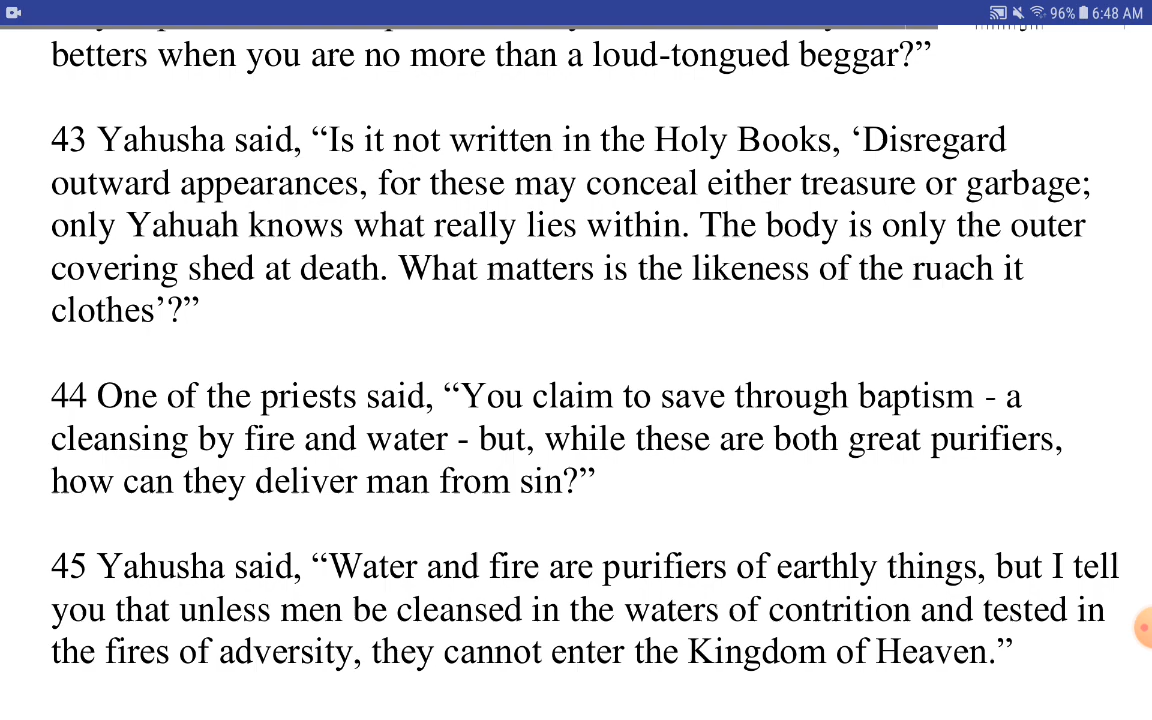 96% 6:48 AM
betters when you are no more than a loud-tongued beggar?”
43 Yahusha said, “Is it not written in the Holy Books, ‘Disregard
outward appearances, for these may conceal either treasure or garbage;
only Yahuah knows what really lies within. The body is only the outer
covering shed at death. What matters is the likeness of the ruach it
clothes’?”
44 One of the priests said, “You claim to save through baptism - a
cleansing by fire and water - but, while these are both great purifiers,
how can they deliver man from sin?”
45 Yahusha said, “Water and fire are purifiers of earthly things, but I tell
you that unless men be cleansed in the waters of contrition and tested in
the fires of adversity, they cannot enter the Kingdom of Heaven.”